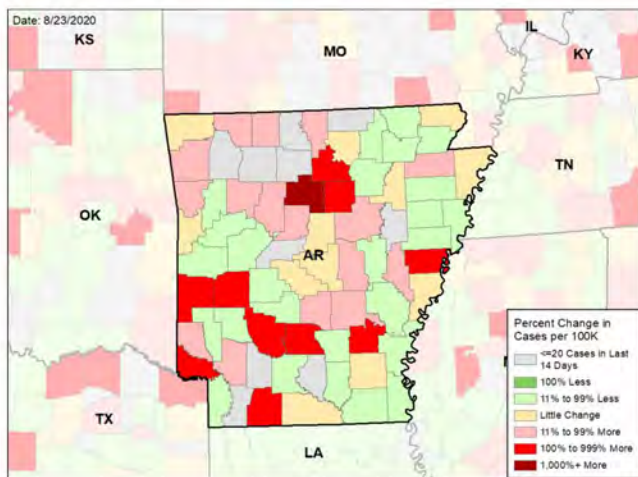 Date: 8/23/2020
KS
MO
IL
KY
OK
AR
TN
TX
LA
Percent Change in
Cases per 100K
<=20 Cases in Last
14 Days
100% Less
11% to 99% Less
Little Change
11% to 99% More
100% to 999% More
1,000%+ More